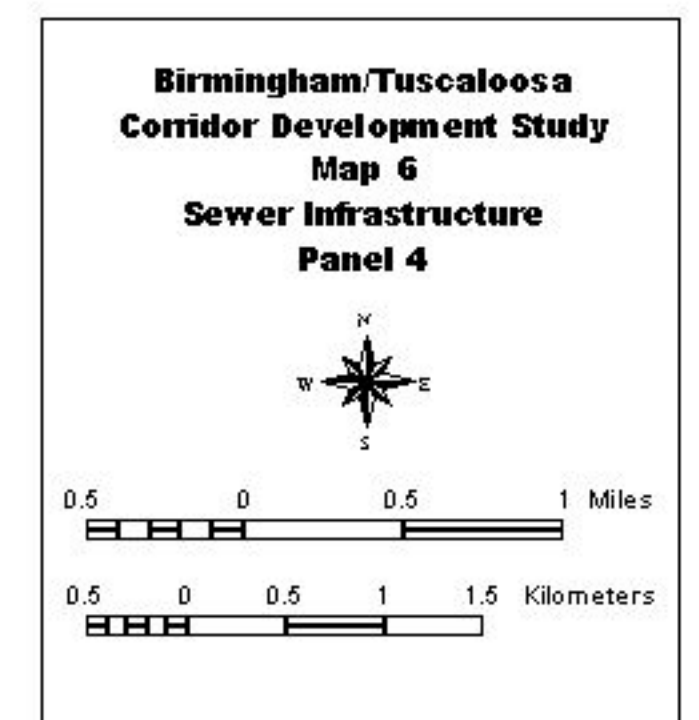 Birmingham/Tuscaloosa
Corridor Development Study
Map 6
Sewer Infrastructure
Panel 4
N
W E
S
0.5 0 0.5 1 Miles
0.5 0 0.5 1 1.5 Kilometers